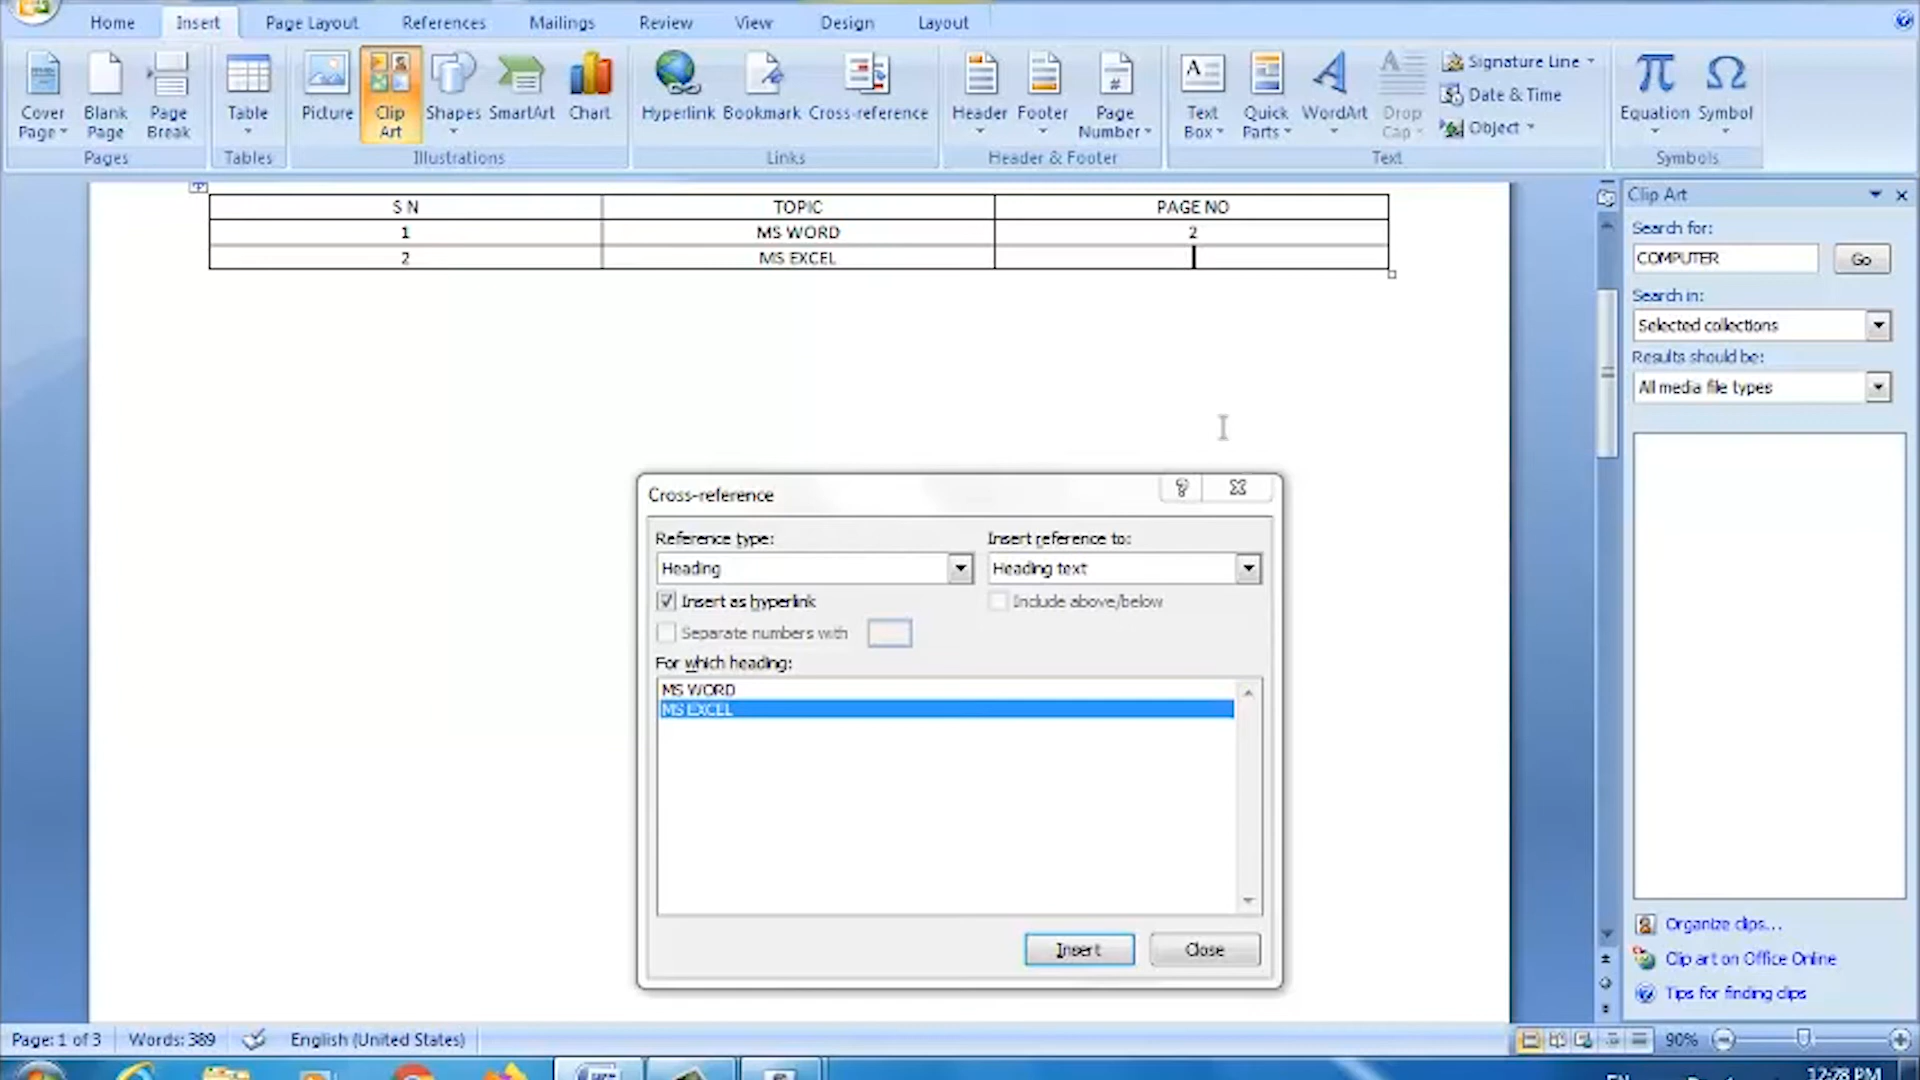 Home Insert Page Layout References Mailings Review View Design Layout
Cover Page Blank Page Page Break Table Picture Clip Art Shapes SmartArt Chart Hyperlink Bookmark Cross-reference Header Footer Page Number Text Box Quick Parts WordArt Drop Cap Signature Line Equation Symbol
Date & Time
Object
Pages Tables Illustrations Links Header & Footer Text Symbols
S N TOPIC PAGE NO
1 MS WORD 2
2 MS EXCEL
Clip Art
Search for:
COMPUTER Go
Search in:
Selected collections
Results should be:
All media file types
Organize clips...
Clip art on Office Online
Tips for finding clips
Cross-reference
Reference type: Insert reference to:
Heading Heading text
Insert as hyperlink Include above/below
Separate numbers with
For which heading:
MS WORD
MS EXCEL
Insert Close
Page: 1 of 3 Words: 389 English (United States) 90%
12:28 PM